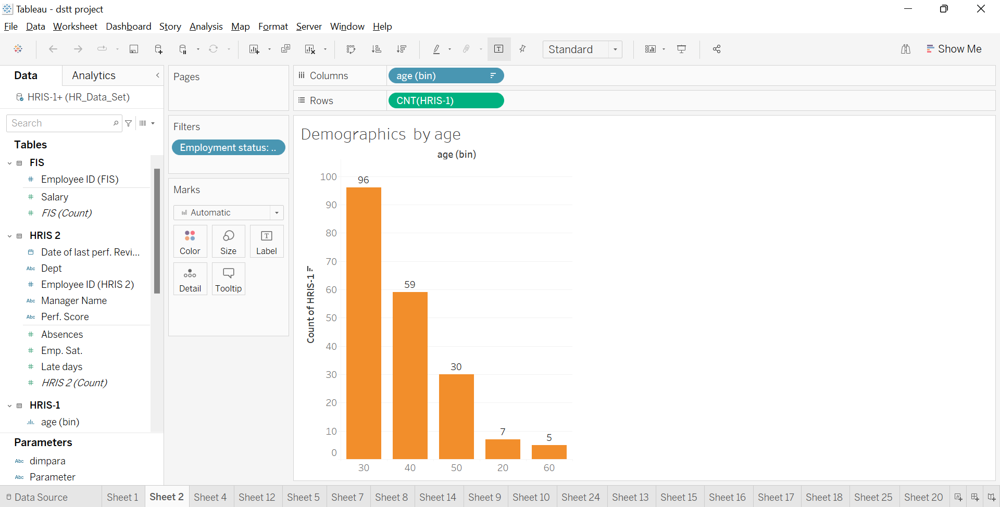 Tableau - dstt project
File Data Worksheet Dashboard Story Analysis Map Format Server Window Help
Standard
Show Me
Data Analytics
HRIS-1+ (HR_Data_Set)
Search
Tables
FIS
Employee ID (FIS)
Salary
FIS (Count)
HRIS 2
Date of last perf. Revi...
Abc Dept
Employee ID (HRIS 2)
Abc Manager Name
Abc Perf. Score
Absences
Emp. Sat.
Late days
HRIS 2 (Count)
HRIS-1
age (bin)
Parameters
Abc dimpara
Abc Parameter
Pages
Filters
Employment status: ..
Marks
Automatic
Color Size Label
Detail Tooltip
Columns age (bin)
Rows CNT(HRIS-1)
Demographics by age
age (bin)
Count of HRIS-1
100
90
80
70
60
50
40
30
20
10
0
96
59
30
7
5
30 40 50 20 60
Data Source Sheet 1 Sheet 2 Sheet 4 Sheet 12 Sheet 5 Sheet 7 Sheet 8 Sheet 14 Sheet 9 Sheet 10 Sheet 24 Sheet 13 Sheet 15 Sheet 16 Sheet 17 Sheet 18 Sheet 25 Sheet 20